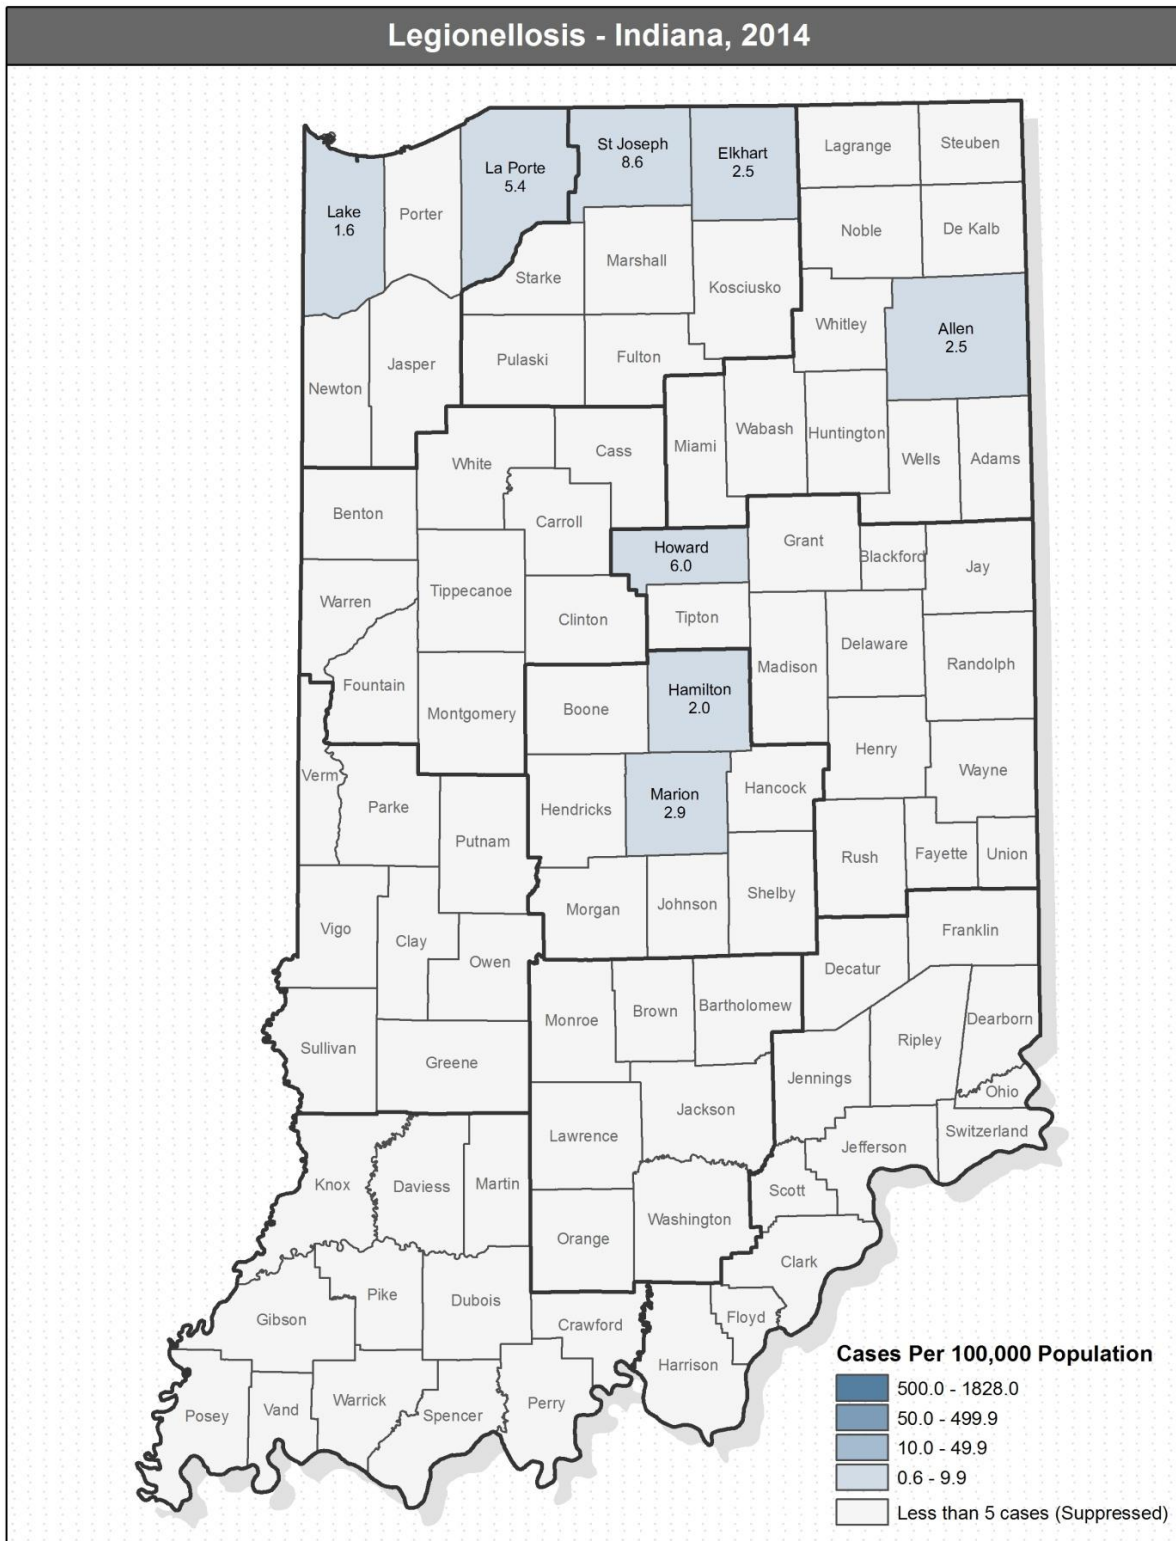 Legionellosis - Indiana, 2014
St Joseph
8.6
Elkhart
2.5
Lagrange
Steuben
La Porte
5.4
Lake
1.6
Porter
Noble
De Kalb
Marshall
Starke
Kosciusko
Whitley
Allen
2.5
Pulaski
Fulton
Jasper
Newton
Wabash
Huntington
Miami
Cass
White
Wells
Adams
Benton
Carroll
Howard
6.0
Grant
Blackford
Jay
Tippecanoe
Warren
Clinton
Tipton
Delaware
Madison
Randolph
Fountain
Montgomery
Boone
Hamilton
2.0
Henry
Wayne
Verm
Parke
Hendricks
Marion
2.9
Hancock
Putnam
Rush
Fayette
Union
Shelby
Johnson
Morgan
Vigo
Clay
Owen
Franklin
Decatur
Monroe
Brown
Bartholomew
Dearborn
Ripley
Sullivan
Greene
Jennings
Ohio
Jackson
Lawrence
Switzerland
Jefferson
Knox
Daviess
Martin
Scott
Washington
Orange
Clark
Pike
Dubois
Gibson
Crawford
Floyd
Harrison
Warrick
Perry
Vand
Posey
Spencer
Cases Per 100,000 Population
500.0 - 1828.0
50.0 - 499.9
10.0 - 49.9
0.6 - 9.9
Less than 5 cases (Suppressed)